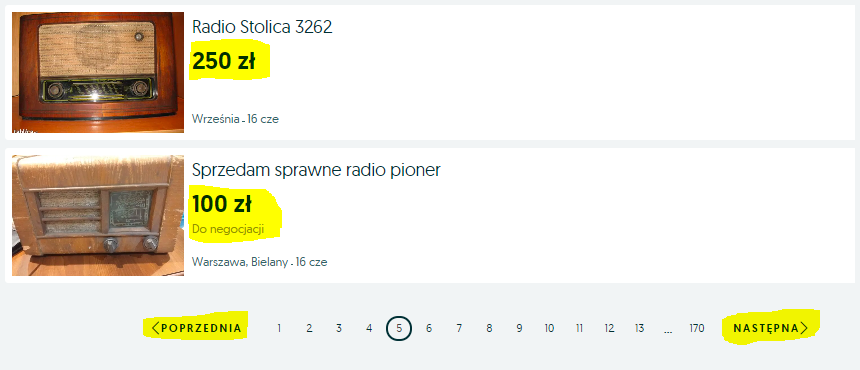 Radio Stolica 3262
250 zł
Września - 16 cze
Sprzedam sprawne radio pioner
100 zł
Do negocjacji
Warszawa, Bielany - 16 cze
POPRZEDNIA 1 2 3 4 5 6 7 8 9 10 11 12 13 ... 170 NASTĘPNA